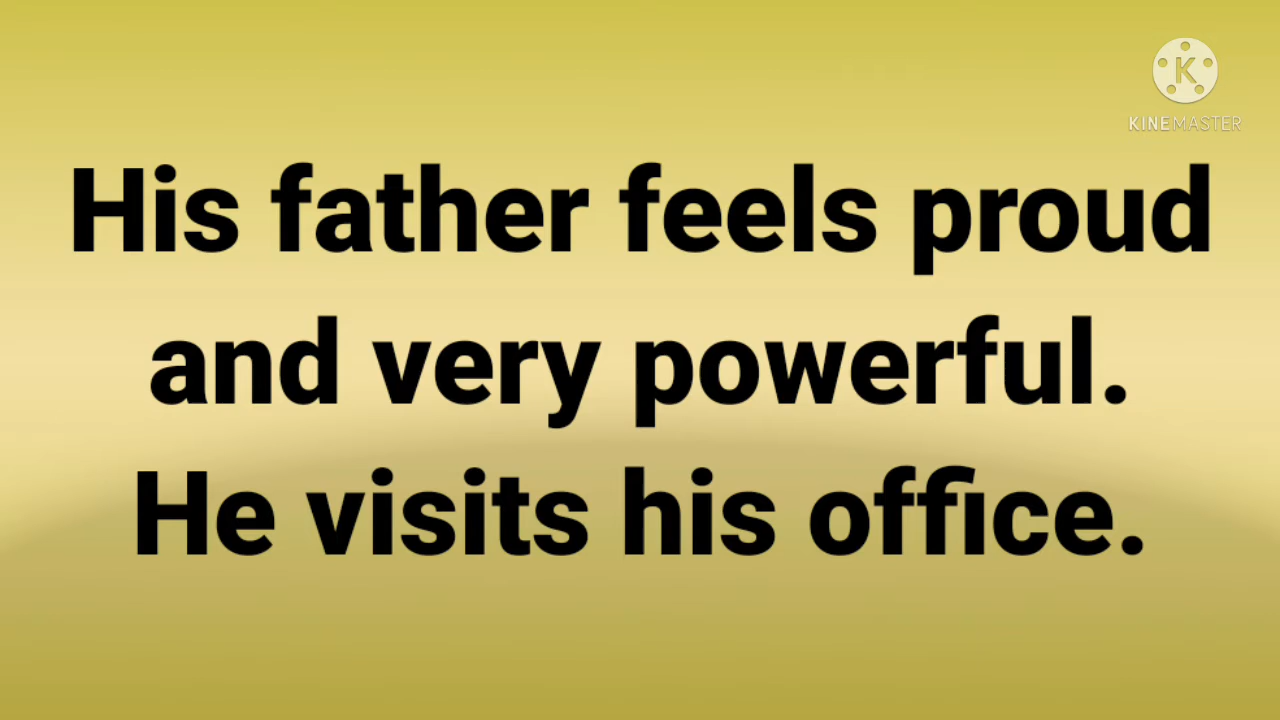 K
KINEMASTER
His father feels proud
and very powerful.
He visits his office.